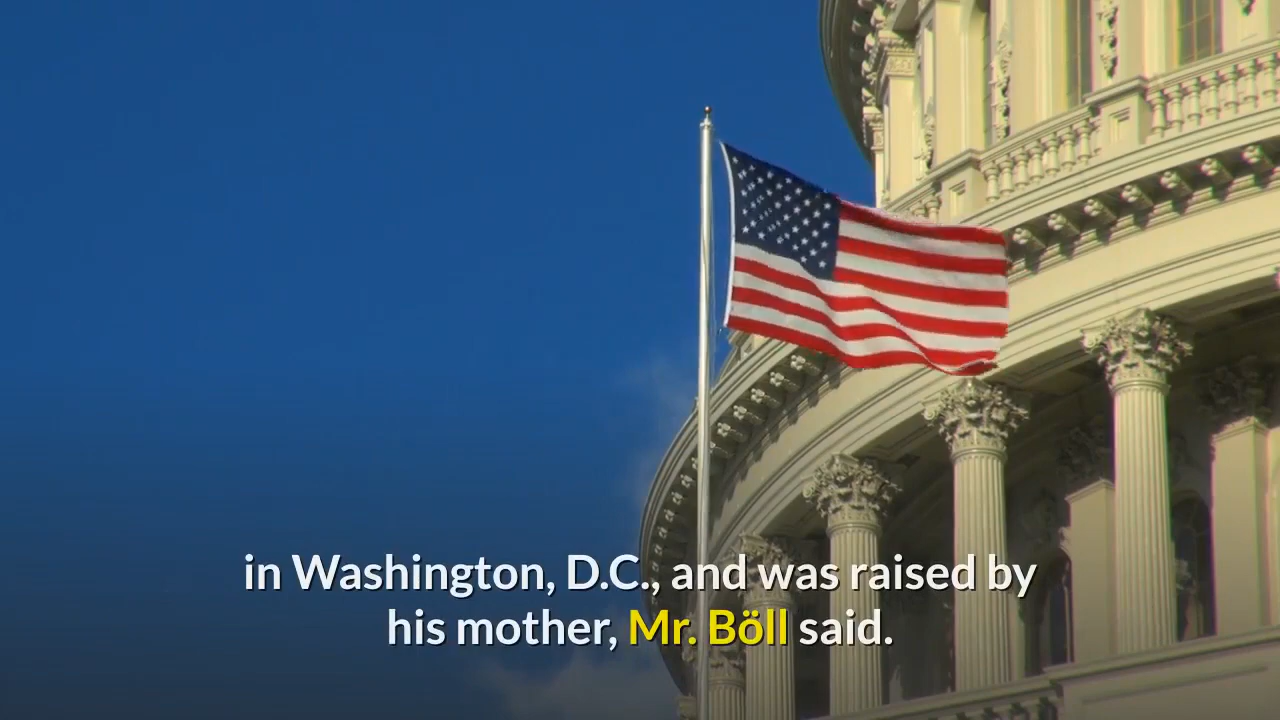 in Washington, D.C., and was raised by
his mother, Mr. Böll said.